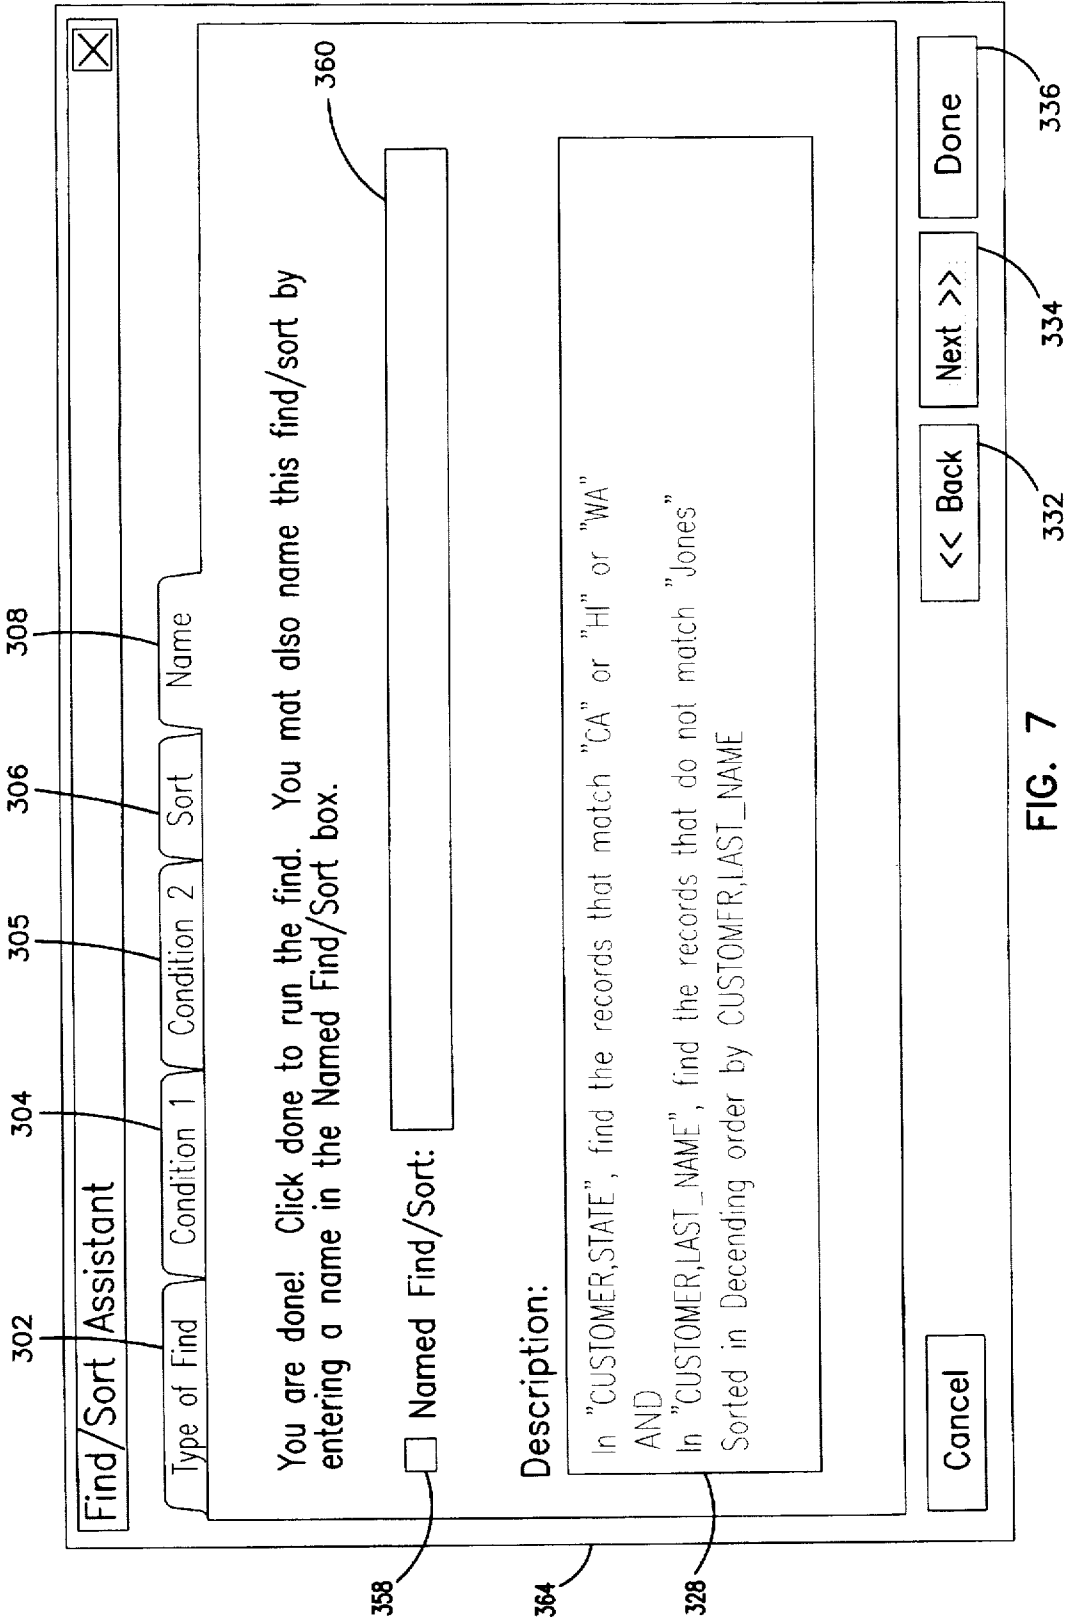 Find/Sort Assistant
302
304
305
306
308
Type of Find
Condition 1
Condition 2
Sort
Name
You are done! Click done to run the find. You mat also name this find/sort by
entering a name in the Named Find/Sort box.
358
Named Find/Sort:
360
364
Description:
328
In "CUSTOMER,STATE", find the records that match "CA" or "HI" or "WA"
AND
In "CUSTOMER,LAST_NAME", find the records that do not match "Jones"
Sorted in Decending order by CUSTOMER,LAST_NAME
Cancel
<< Back
Next >>
Done
332
334
336
FIG. 7